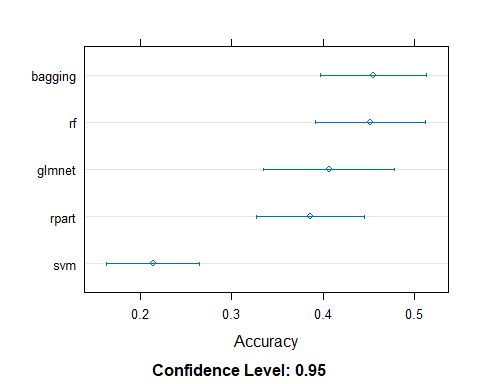 bagging
rf
glmnet
rpart
svm
0.2 0.3 0.4 0.5
Accuracy
Confidence Level: 0.95